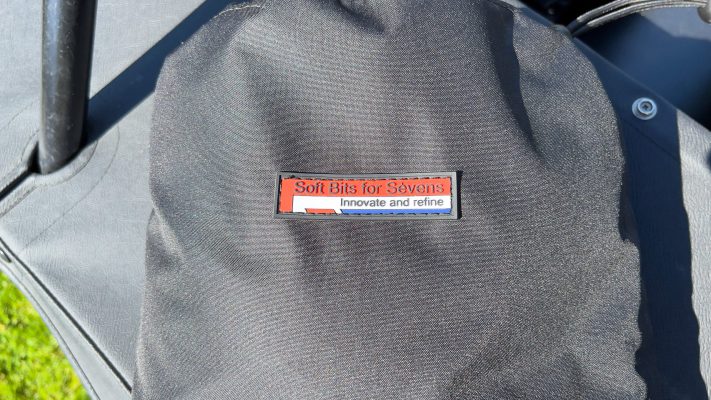 Soft Bits for Sevens
Innovate and refine